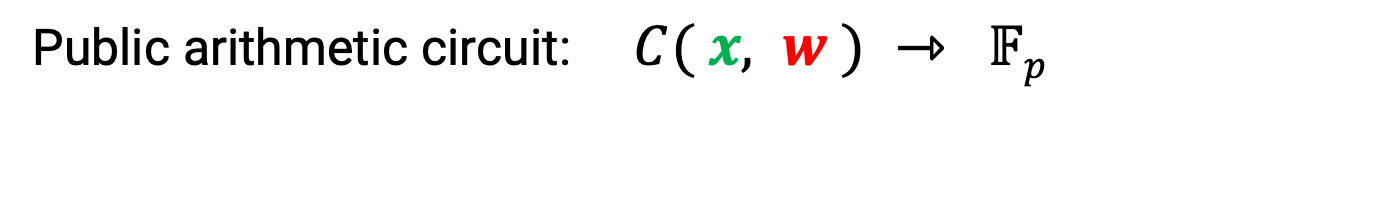 Public arithmetic circuit: C( x, w ) → 𝔽p